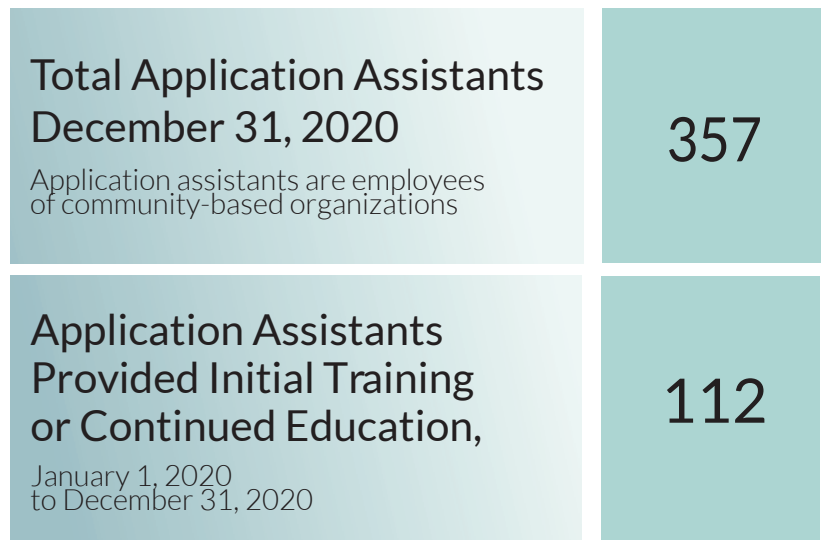 Total Application Assistants
December 31, 2020
Application assistants are employees
of community-based organizations
357
Application Assistants
Provided Initial Training
or Continued Education,
January 1, 2020
to December 31, 2020
112